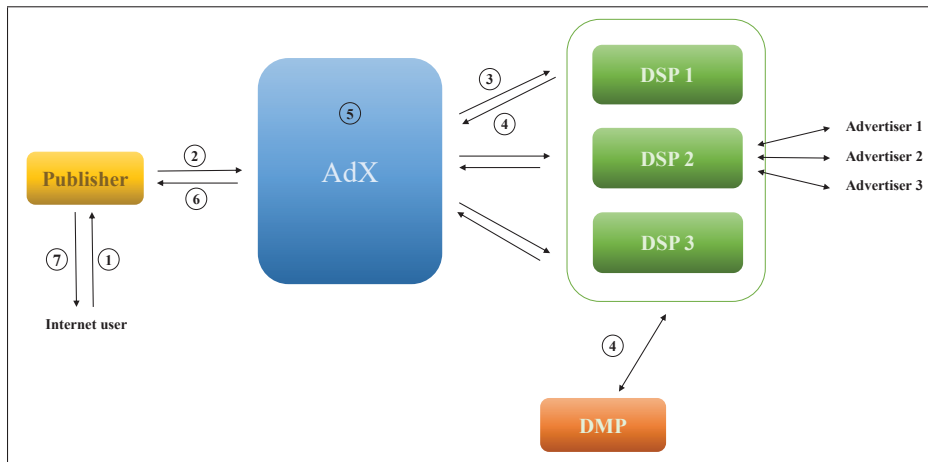 DSP 1
3
5
4
Advertiser 1
2
AdX
DSP 2
Advertiser 2
Publisher
6
Advertiser 3
DSP 3
7
1
Internet user
4
DMP